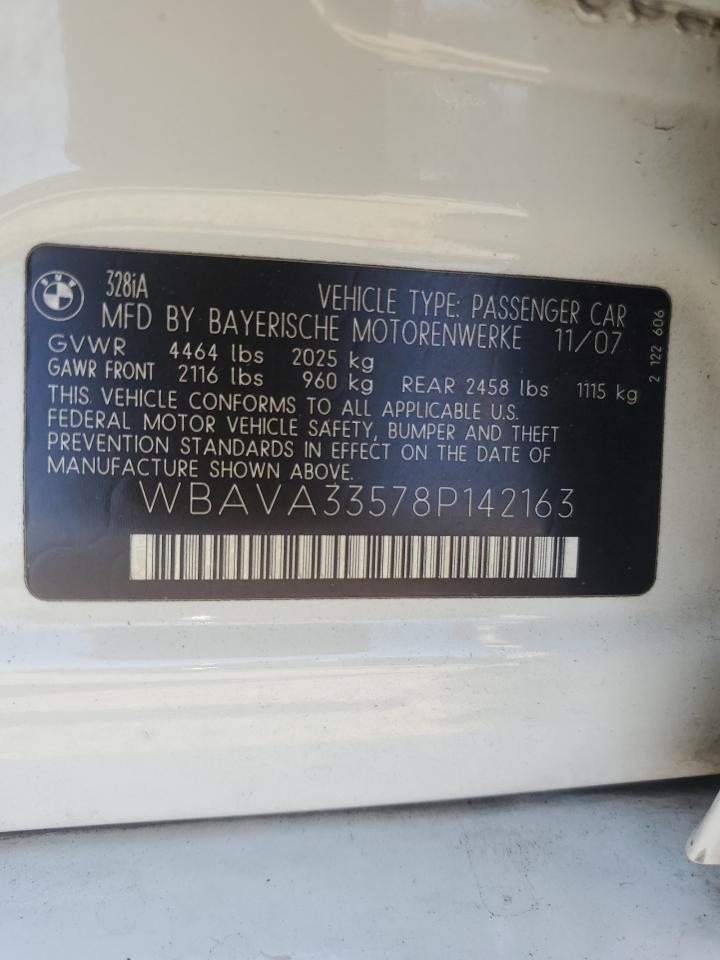 BMW
328iA
VEHICLE TYPE: PASSENGER CAR
MFD BY BAYERISCHE MOTORENWERKE 11/07
GVWR 4464 lbs 2025 kg
GAWR FRONT 2116 lbs 960 kg REAR 2458 lbs 1115 kg
THIS VEHICLE CONFORMS TO ALL APPLICABLE U.S.
FEDERAL MOTOR VEHICLE SAFETY, BUMPER AND THEFT
PREVENTION STANDARDS IN EFFECT ON THE DATE OF
MANUFACTURE SHOWN ABOVE.
WBAVA33578P142163
2 122 606